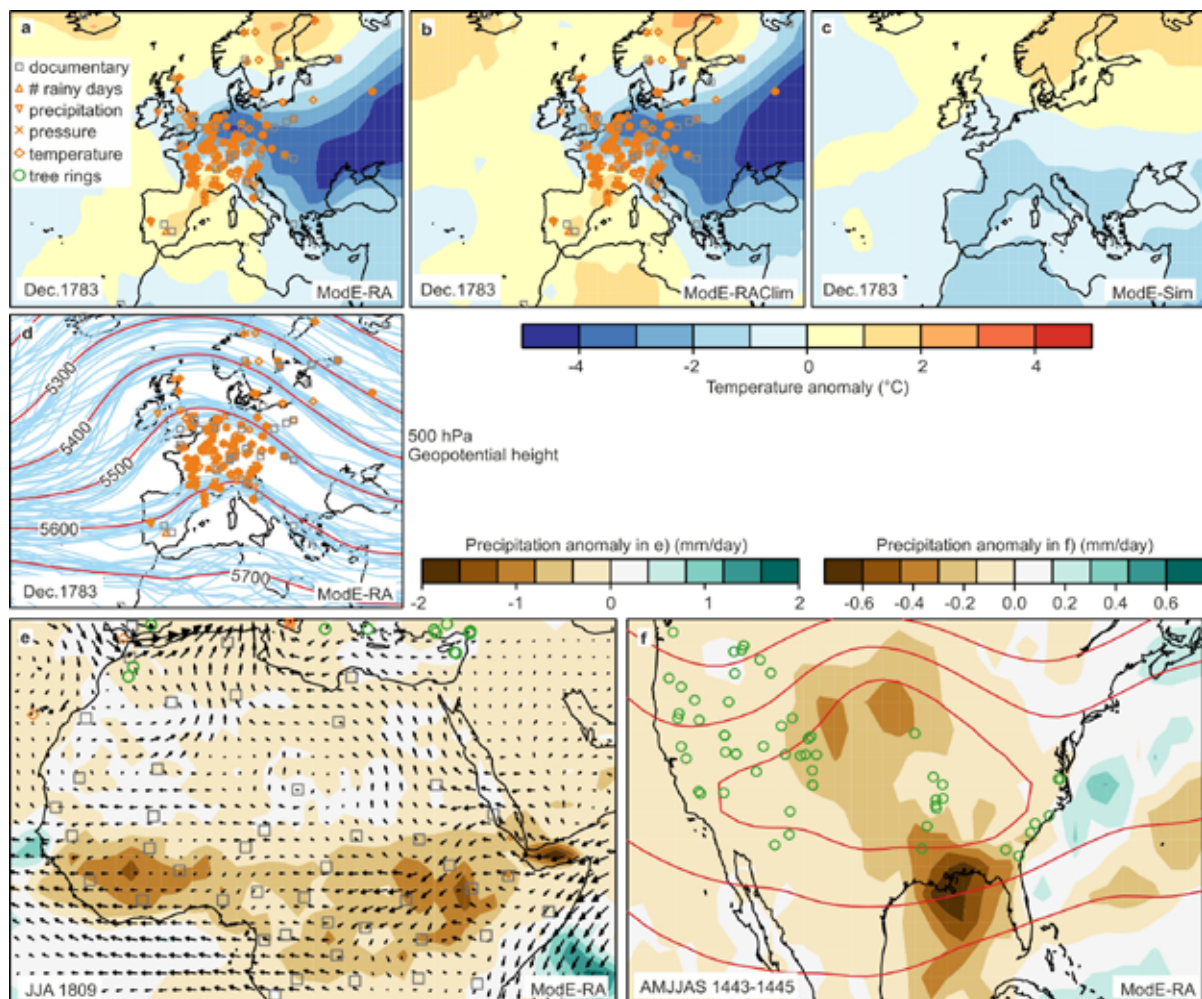 a
b
c
documentary
# rainy days
precipitation
pressure
temperature
tree rings
Dec.1783
ModE-RA
Dec.1783
ModE-RAClim
Dec.1783
ModE-Sim
d
5300
5400
5500
5600
5700
Dec.1783
ModE-RA
-4 -2 0 2 4
Temperature anomaly (°C)
500 hPa
Geopotential height
Precipitation anomaly in e) (mm/day)
-2 -1 0 1 2
Precipitation anomaly in f) (mm/day)
-0.6 -0.4 -0.2 0.0 0.2 0.4 0.6
e
JJA 1809
ModE-RA
f
AMJJAS 1443-1445
ModE-RA